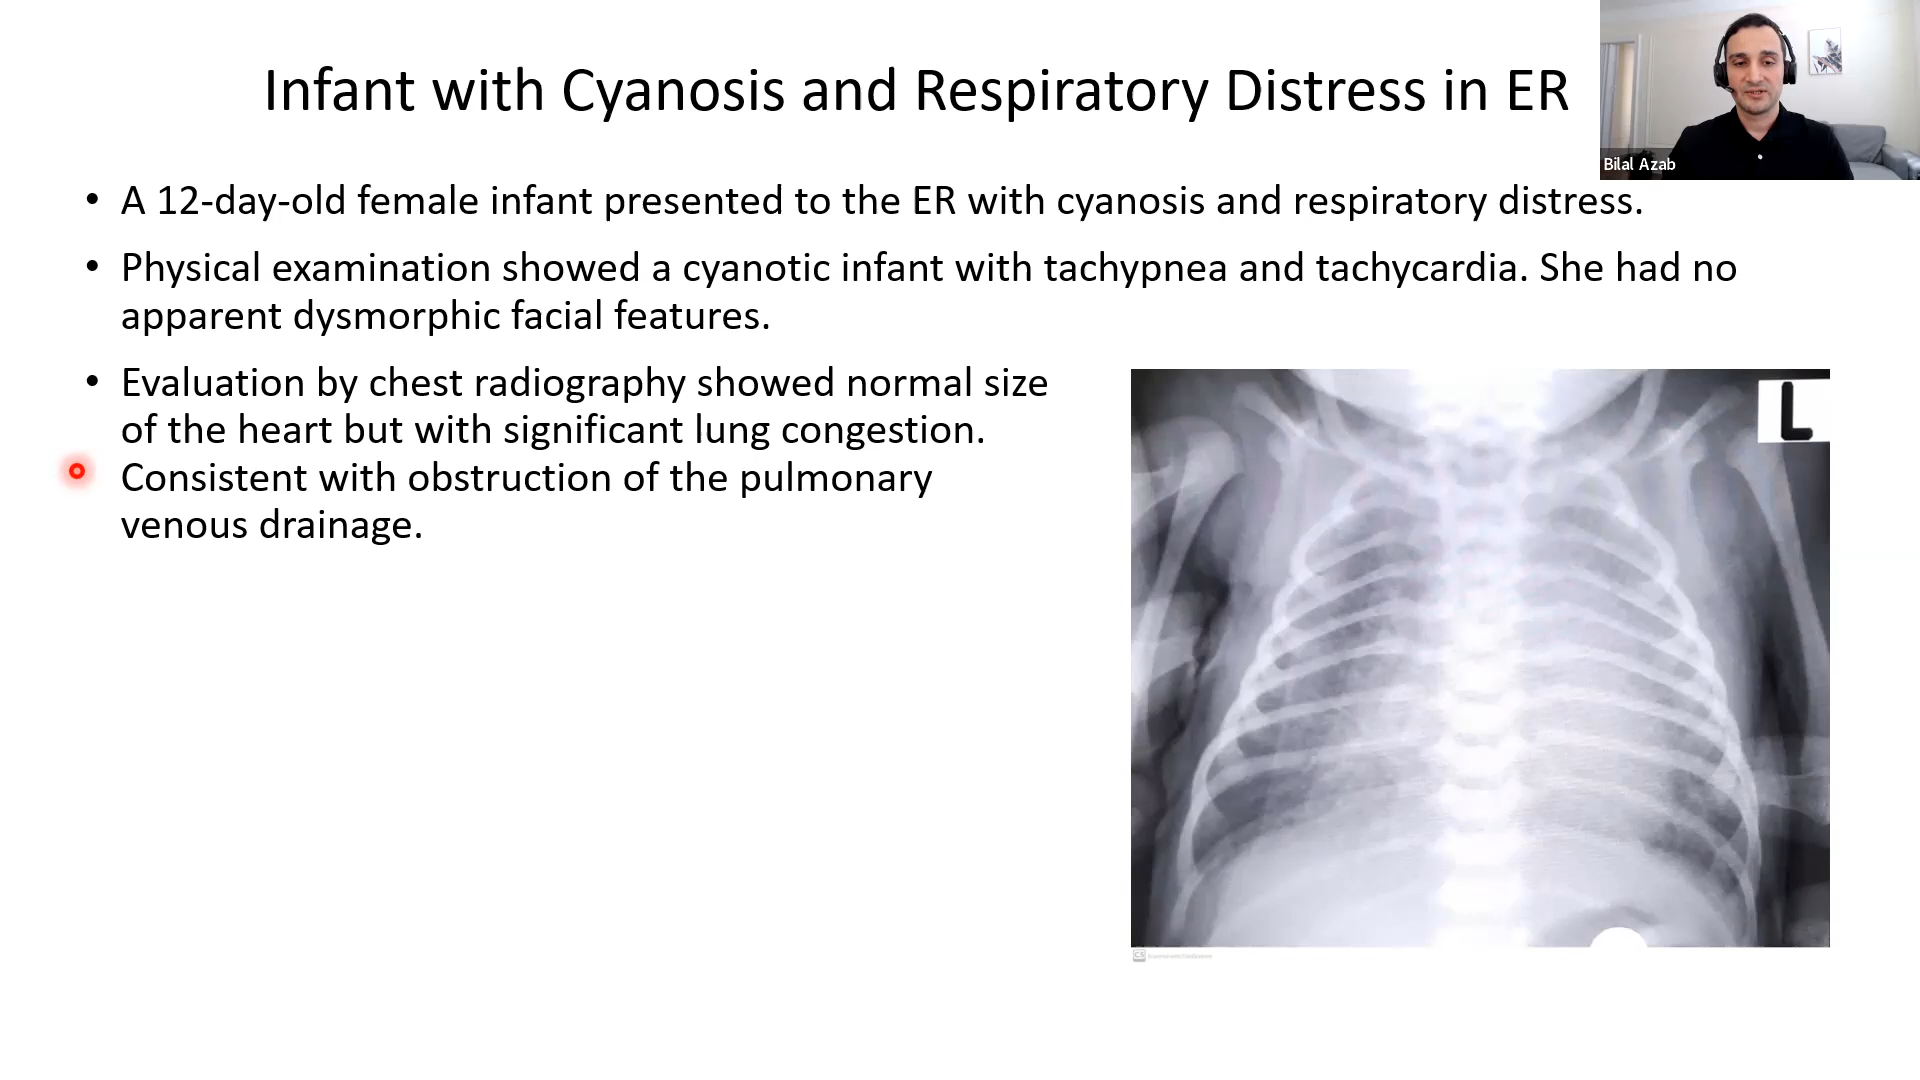 Infant with Cyanosis and Respiratory Distress in ER
Bilal Azab
• A 12-day-old female infant presented to the ER with cyanosis and respiratory distress.
• Physical examination showed a cyanotic infant with tachypnea and tachycardia. She had no
apparent dysmorphic facial features.
• Evaluation by chest radiography showed normal size
of the heart but with significant lung congestion.
Consistent with obstruction of the pulmonary
venous drainage.
L
CS